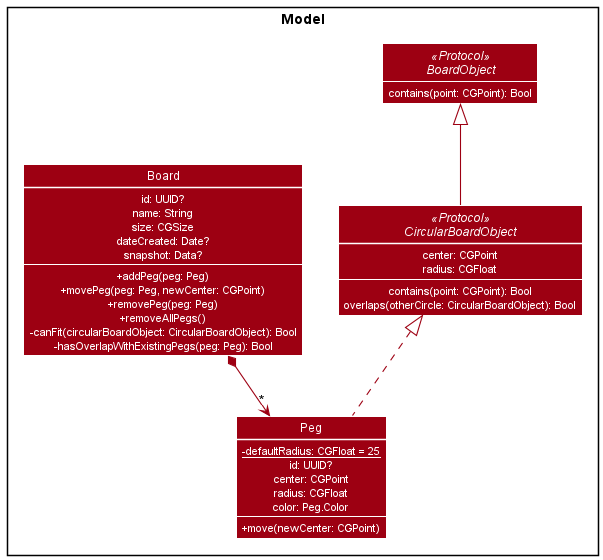 Model
«Protocol»
BoardObject
contains(point: CGPoint): Bool
Board
id: UUID?
name: String
size: CGSize
dateCreated: Date?
snapshot: Data?
+addPeg(peg: Peg)
+movePeg(peg: Peg, newCenter: CGPoint)
+removePeg(peg: Peg)
+removeAllPegs()
-canFit(circularBoardObject: CircularBoardObject): Bool
-hasOverlapWithExistingPegs(peg: Peg): Bool
«Protocol»
CircularBoardObject
center: CGPoint
radius: CGFloat
contains(point: CGPoint): Bool
overlaps(otherCircle: CircularBoardObject): Bool
*
Peg
-defaultRadius: CGFloat = 25
id: UUID?
center: CGPoint
radius: CGFloat
color: Peg.Color
+move(newCenter: CGPoint)